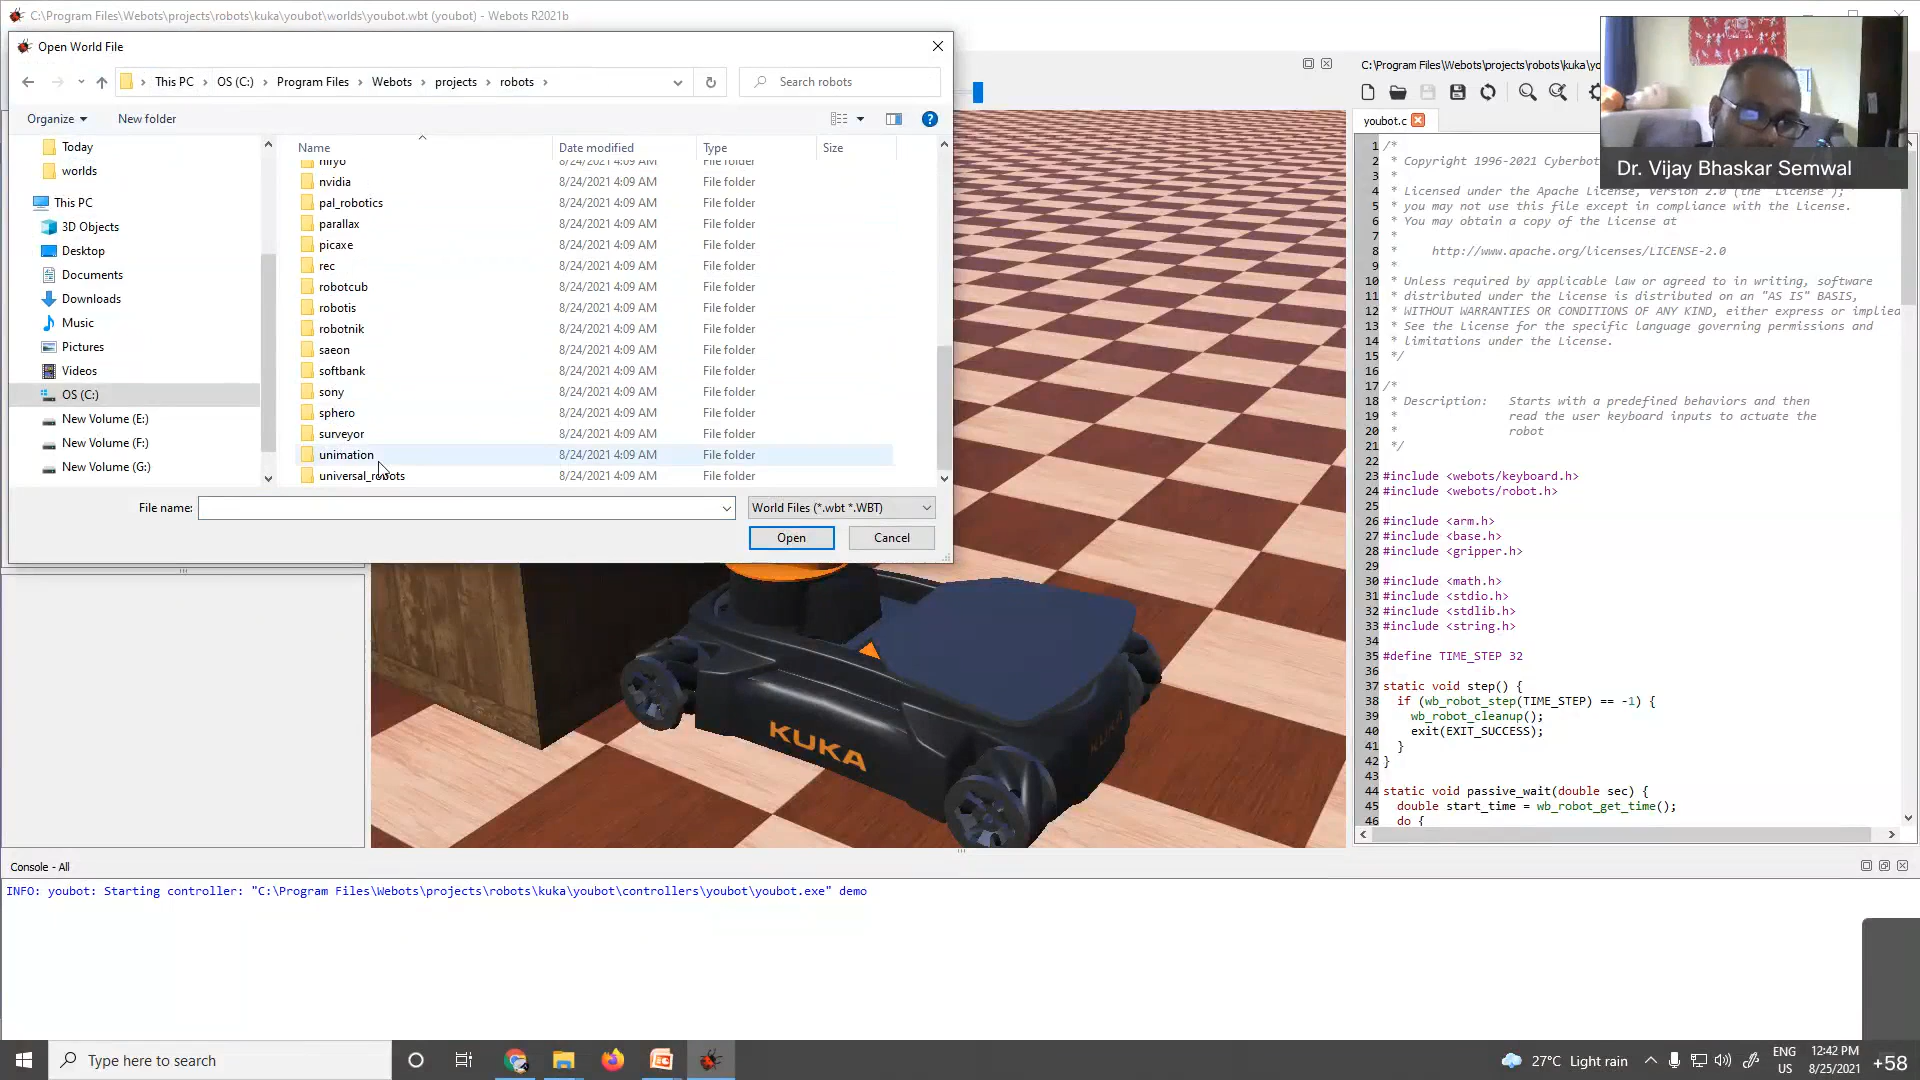 C:\Program Files\Webots\projects\robots\kuka\youbot\worlds\youbot.wbt (youbot) - Webots R2021b
Open World File
This PC > OS (C:) > Program Files > Webots > projects > robots >
Search robots
Organize
New folder
Today
worlds
This PC
3D Objects
Desktop
Documents
Downloads
Music
Pictures
Videos
OS (C:)
New Volume (E:)
New Volume (F:)
New Volume (G:)
Name Date modified Type Size
niryo 8/24/2021 4:09 AM File folder
nvidia 8/24/2021 4:09 AM File folder
pal_robotics 8/24/2021 4:09 AM File folder
parallax 8/24/2021 4:09 AM File folder
picaxe 8/24/2021 4:09 AM File folder
rec 8/24/2021 4:09 AM File folder
robotcub 8/24/2021 4:09 AM File folder
robotis 8/24/2021 4:09 AM File folder
robotnik 8/24/2021 4:09 AM File folder
saeon 8/24/2021 4:09 AM File folder
softbank 8/24/2021 4:09 AM File folder
sony 8/24/2021 4:09 AM File folder
sphero 8/24/2021 4:09 AM File folder
surveyor 8/24/2021 4:09 AM File folder
unimation 8/24/2021 4:09 AM File folder
universal_robots 8/24/2021 4:09 AM File folder
File name:
World Files (*.wbt *.WBT)
Open
Cancel
KUKA
C:\Program Files\Webots\projects\robots\kuka\yo
youbot.c
Dr. Vijay Bhaskar Semwal
1 /*
2 * Copyright 1996-2021 Cyberbot
3 *
4 * Licensed under the Apache License, Version 2.0 (the "License");
5 * you may not use this file except in compliance with the License.
6 * You may obtain a copy of the License at
7 *
8 * http://www.apache.org/licenses/LICENSE-2.0
9 *
10 * Unless required by applicable law or agreed to in writing, software
11 * distributed under the License is distributed on an "AS IS" BASIS,
12 * WITHOUT WARRANTIES OR CONDITIONS OF ANY KIND, either express or implied
13 * See the License for the specific language governing permissions and
14 * limitations under the License.
15 */
16
17 /*
18 * Description: Starts with a predefined behaviors and then
19 * read the user keyboard inputs to actuate the
20 * robot
21 */
22
23 #include <webots/keyboard.h>
24 #include <webots/robot.h>
25
26 #include <arm.h>
27 #include <base.h>
28 #include <gripper.h>
29
30 #include <math.h>
31 #include <stdio.h>
32 #include <stdlib.h>
33 #include <string.h>
34
35 #define TIME_STEP 32
36
37 static void step() {
38 if (wb_robot_step(TIME_STEP) == -1) {
39 wb_robot_cleanup();
40 exit(EXIT_SUCCESS);
41 }
42 }
43
44 static void passive_wait(double sec) {
45 double start_time = wb_robot_get_time();
46 do {
Console - All
INFO: youbot: Starting controller: "C:\Program Files\Webots\projects\robots\kuka\youbot\controllers\youbot\youbot.exe" demo
Type here to search
27°C Light rain
ENG
US
12:42 PM
8/25/2021
+58